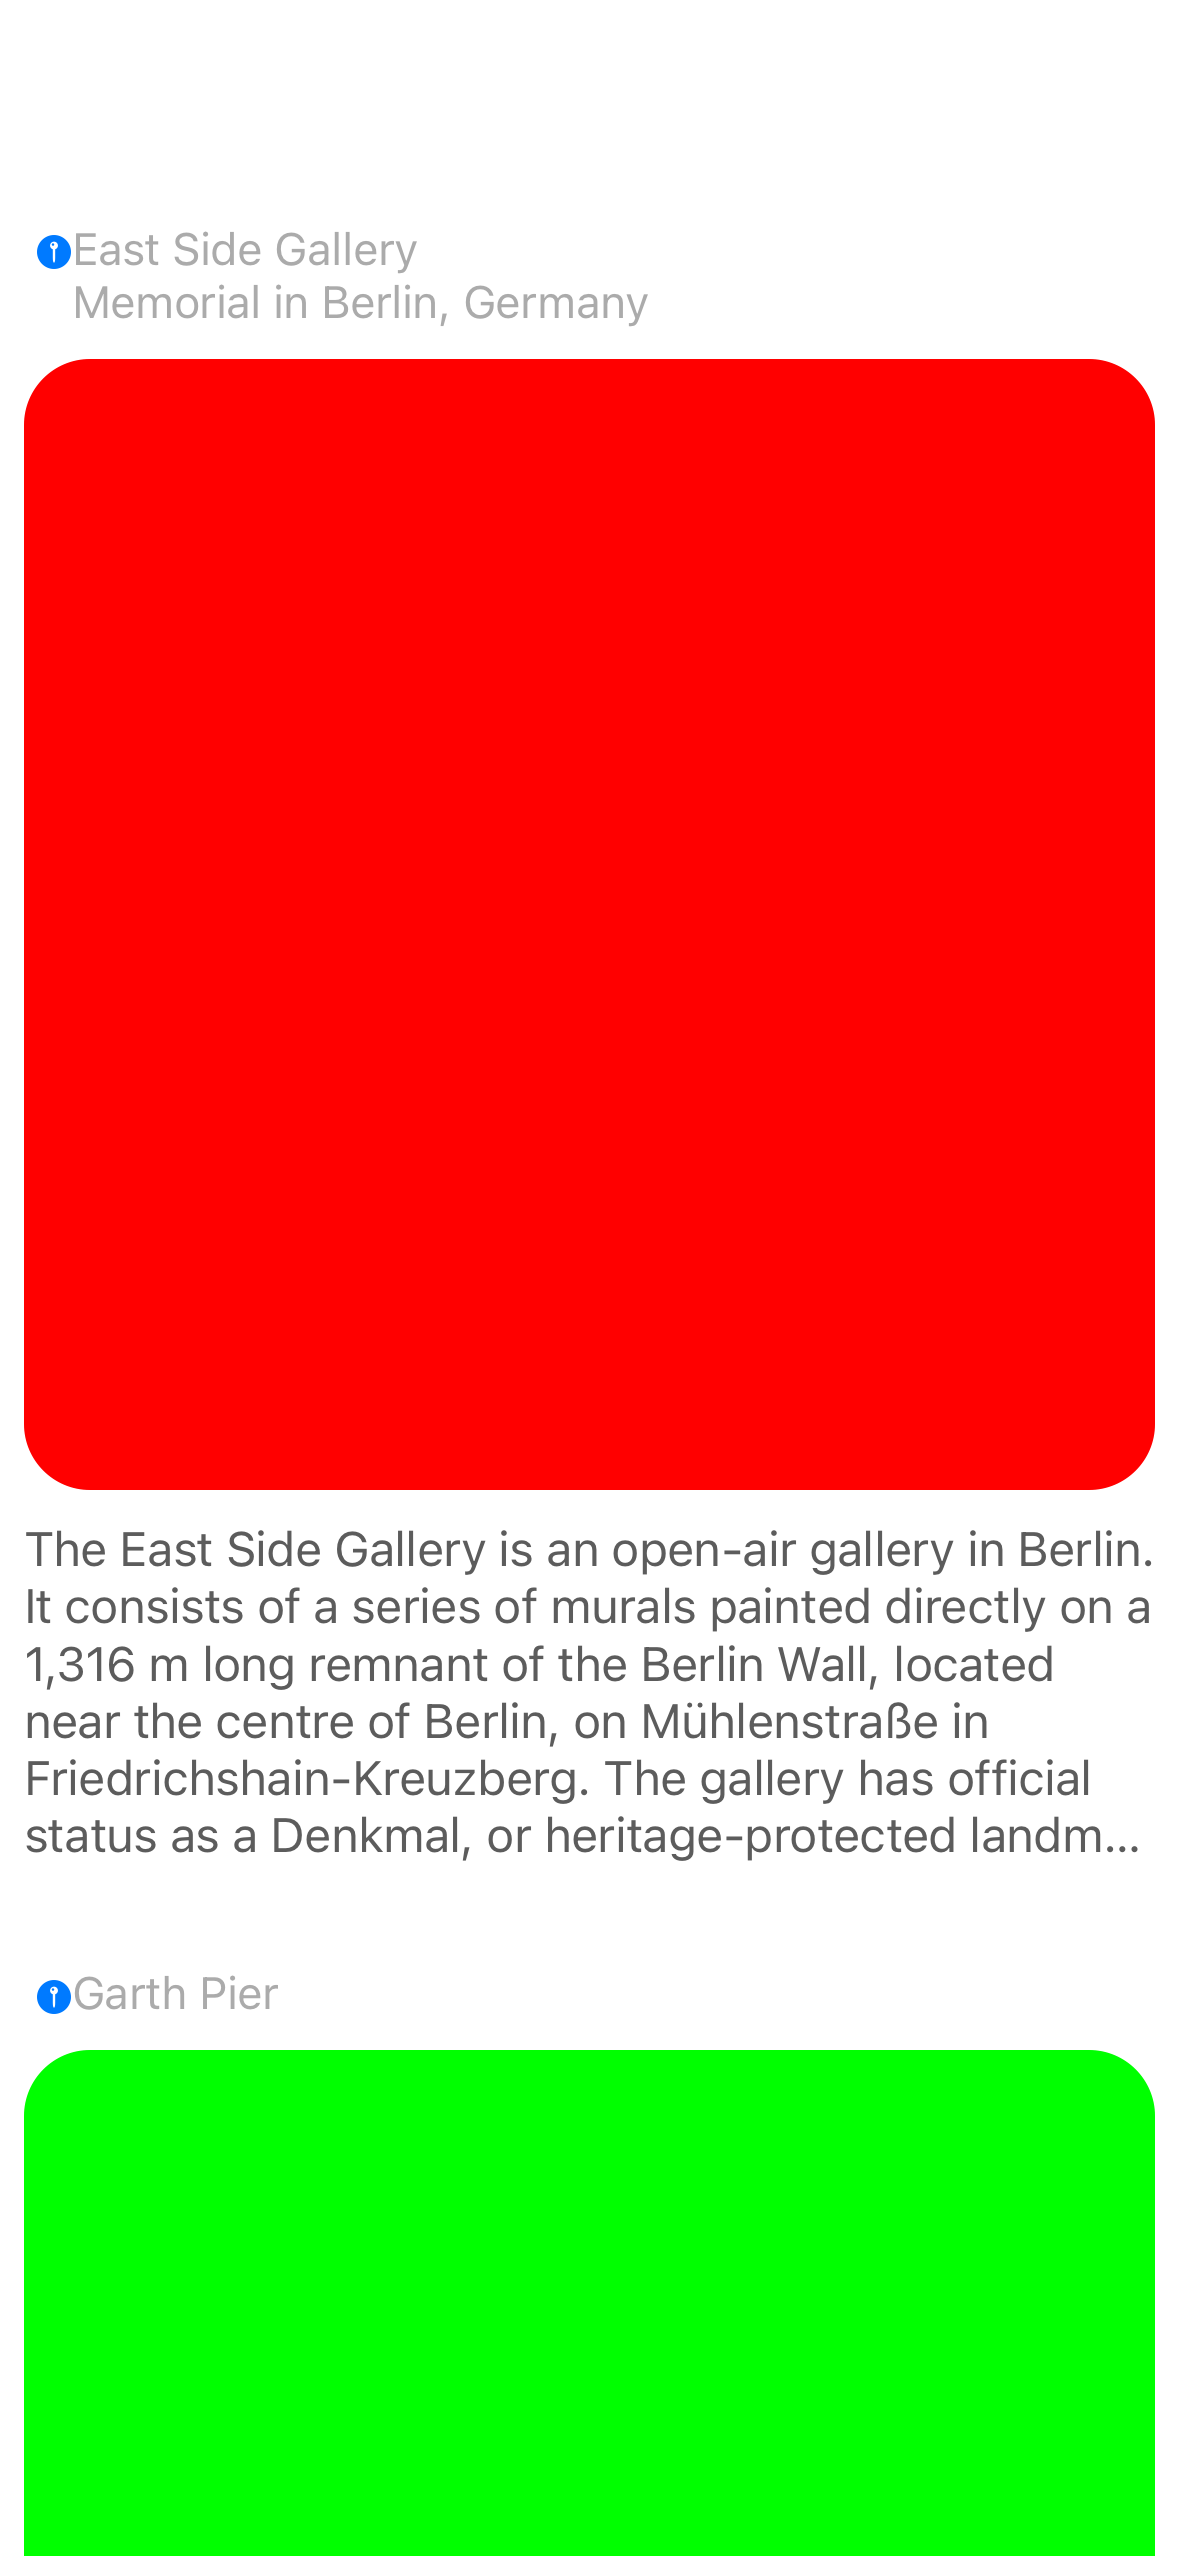 East Side Gallery
Memorial in Berlin, Germany
The East Side Gallery is an open-air gallery in Berlin.
It consists of a series of murals painted directly on a
1,316 m long remnant of the Berlin Wall, located
near the centre of Berlin, on Mühlenstraße in
Friedrichshain-Kreuzberg. The gallery has official
status as a Denkmal, or heritage-protected landm...
Garth Pier